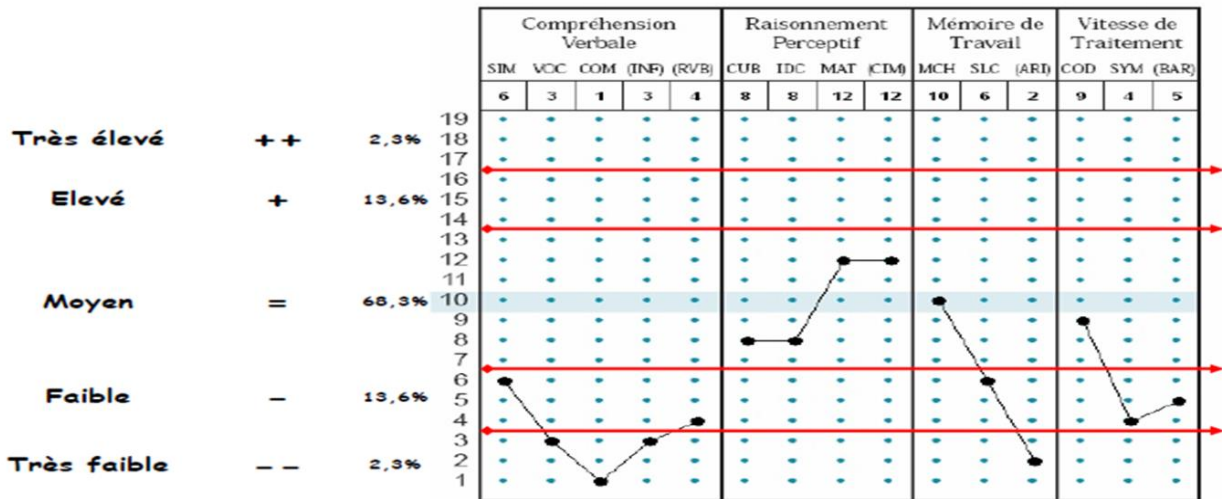 Compréhension Verbale
Raisonnement Perceptif
Mémoire de Travail
Vitesse de Traitement
SIM VOC COM (INF) (RVB) CUB IDC MAT (CIM) MCH SLC (ARI) COD SYM (BAR)
6 3 1 3 4 8 8 12 12 10 6 2 9 4 5
19
Très élevé ++ 2,3% 18
17
16
Elevé + 13,6% 15
14
13
12
11
Moyen = 68,3% 10
9
8
7
6
Faible - 13,6% 5
4
3
Très faible -- 2,3% 2
1